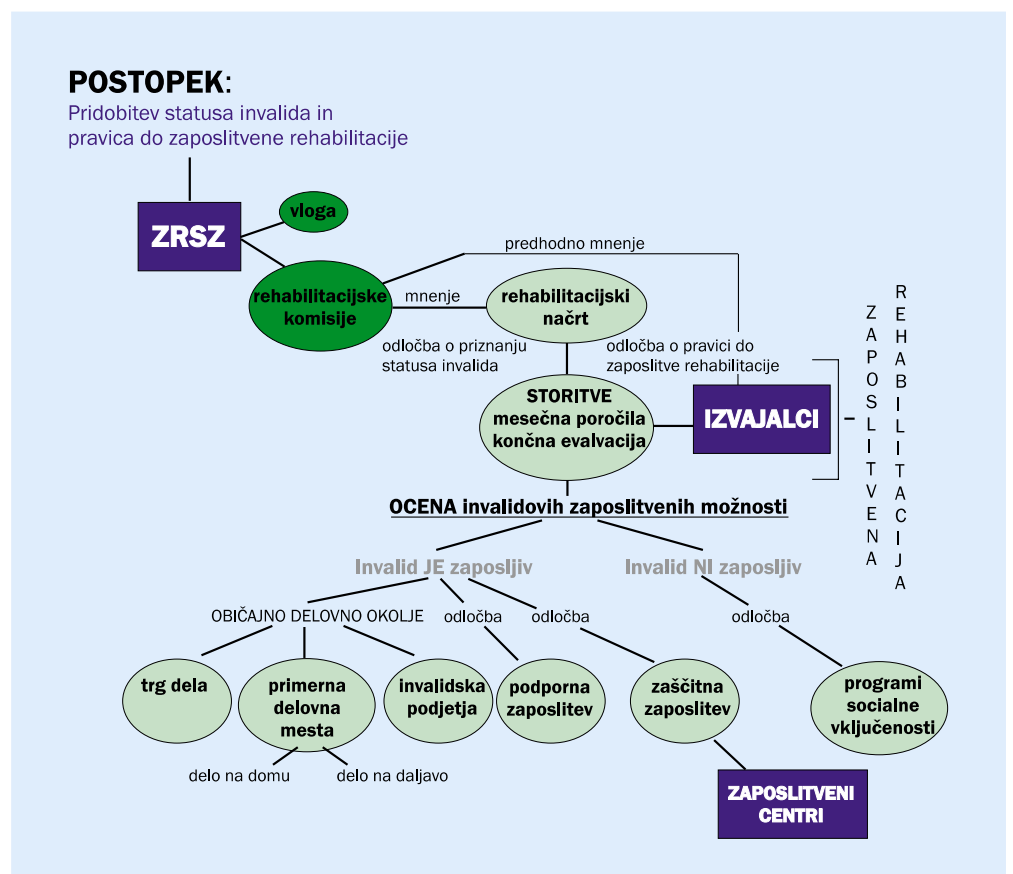 POSTOPEK:
Pridobitev statusa invalida in
pravica do zaposlitvene rehabilitacije
ZRSZ
vloga
predhodno mnenje
rehabilitacijske
komisije
mnenje
rehabilitacijski
načrt
odločba o priznanju
statusa invalida
odločba o pravici do
zaposlitve rehabilitacije
STORITVE
mesečna poročila
končna evalvacija
IZVAJALCI
ZAPOSLITVENA
REHABILITACIJA
OCENA invalidovih zaposlitvenih možnosti
Invalid JE zaposljiv
Invalid NI zaposljiv
OBIČAJNO DELOVNO OKOLJE
odločba
odločba
odločba
trg dela
primerna
delovna
mesta
invalidska
podjetja
podporna
zaposlitev
zaščitna
zaposlitev
programi
socialne
vključenosti
delo na domu
delo na daljavo
ZAPOSLITVENI
CENTRI